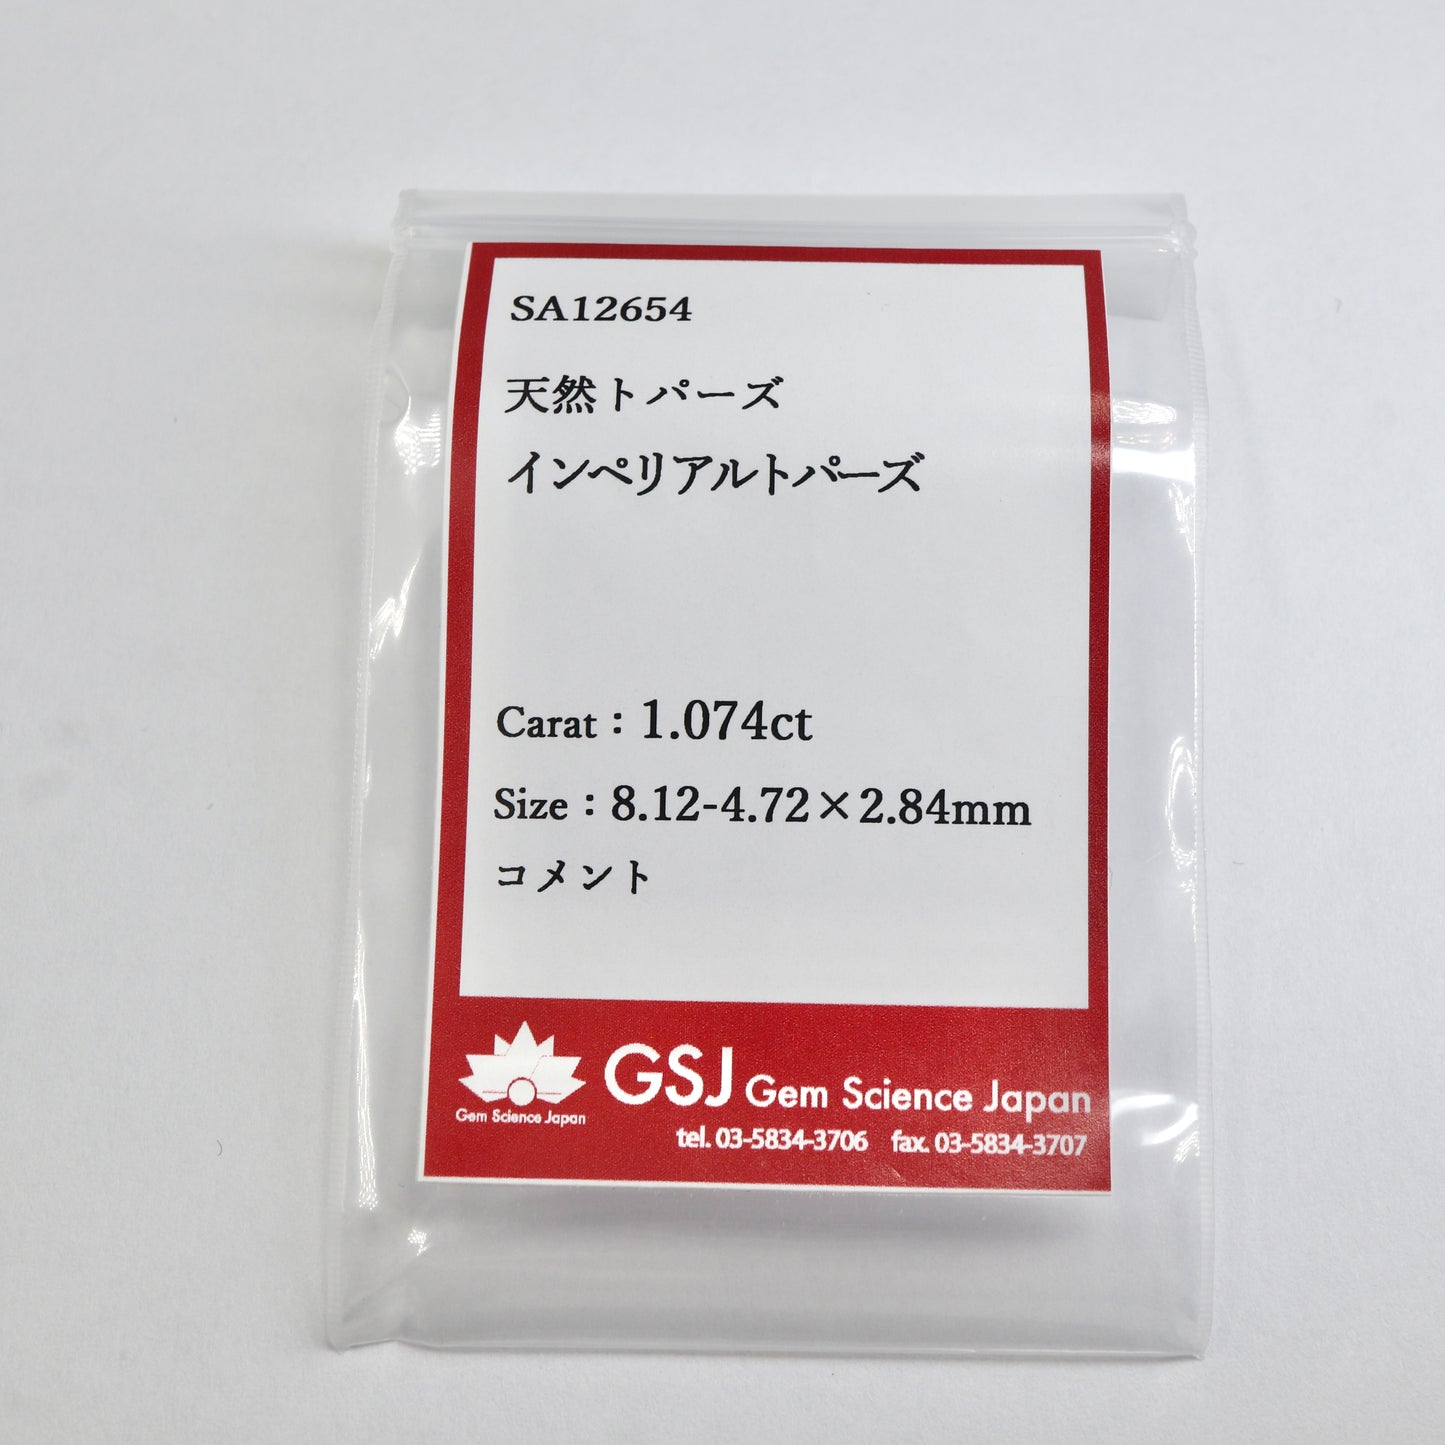 SA12654
天然トパーズ
インペリアルトパーズ
Carat：1.074ct
Size：8.12-4.72×2.84mm
コメント
GSJ Gem Science Japan
Gem Science Japan
tel. 03-5834-3706 fax. 03-5834-3707